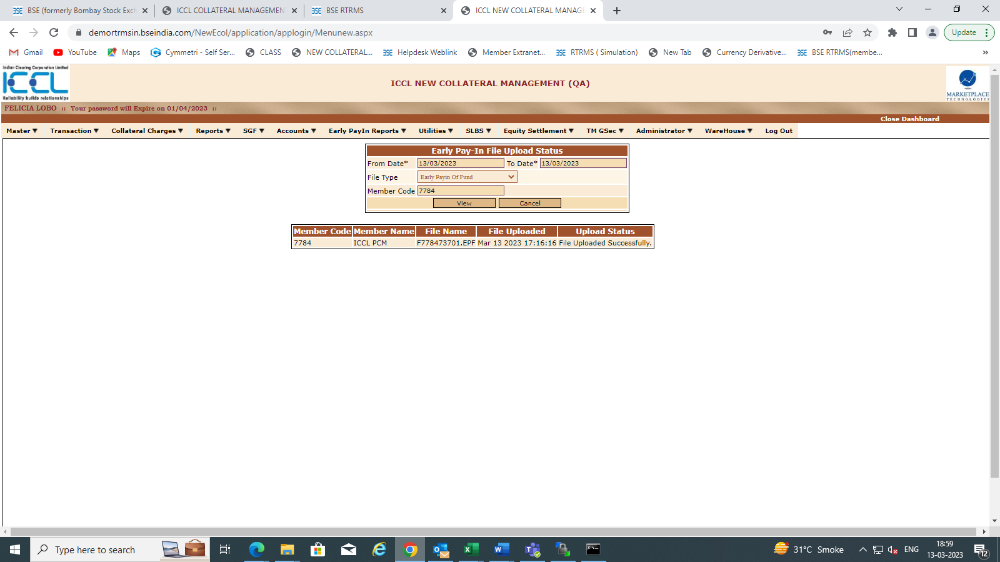 BSE (formerly Bombay Stock Exch
ICCL COLLATERAL MANAGEMENT
BSE RTRMS
ICCL NEW COLLATERAL MANAGE
demortrmsin.bseindia.com/NewEcol/application/applogin/Menunew.aspx
Update
Gmail YouTube Maps Cymmetri - Self Ser... CLASS NEW COLLATERAL... Helpdesk Weblink Member Extranet... RTRMS ( Simulation) New Tab Currency Derivative... BSE RTRMS(membe... »
Indian Clearing Corporation Limited
ICCL
Reliability builds relationships
ICCL NEW COLLATERAL MANAGEMENT (QA)
MARKETPLACE
TECHNOLOGIES
FELICIA LOBO :: Your password will Expire on 01/04/2023 ::
Close Dashboard
Master▼ Transaction▼ Collateral Charges▼ Reports▼ SGF▼ Accounts▼ Early PayIn Reports▼ Utilities▼ SLBS▼ Equity Settlement▼ TM GSec▼ Administrator▼ WareHouse▼ Log Out
Early Pay-In File Upload Status
From Date* 13/03/2023 To Date* 13/03/2023
File Type Early Payin Of Fund
Member Code 7784
View Cancel
Member Code Member Name File Name File Uploaded Upload Status
7784 ICCL PCM F778473701.EPF Mar 13 2023 17:16:16 File Uploaded Successfully.
Type here to search
31°C Smoke
ENG
18:59
13-03-2023
12